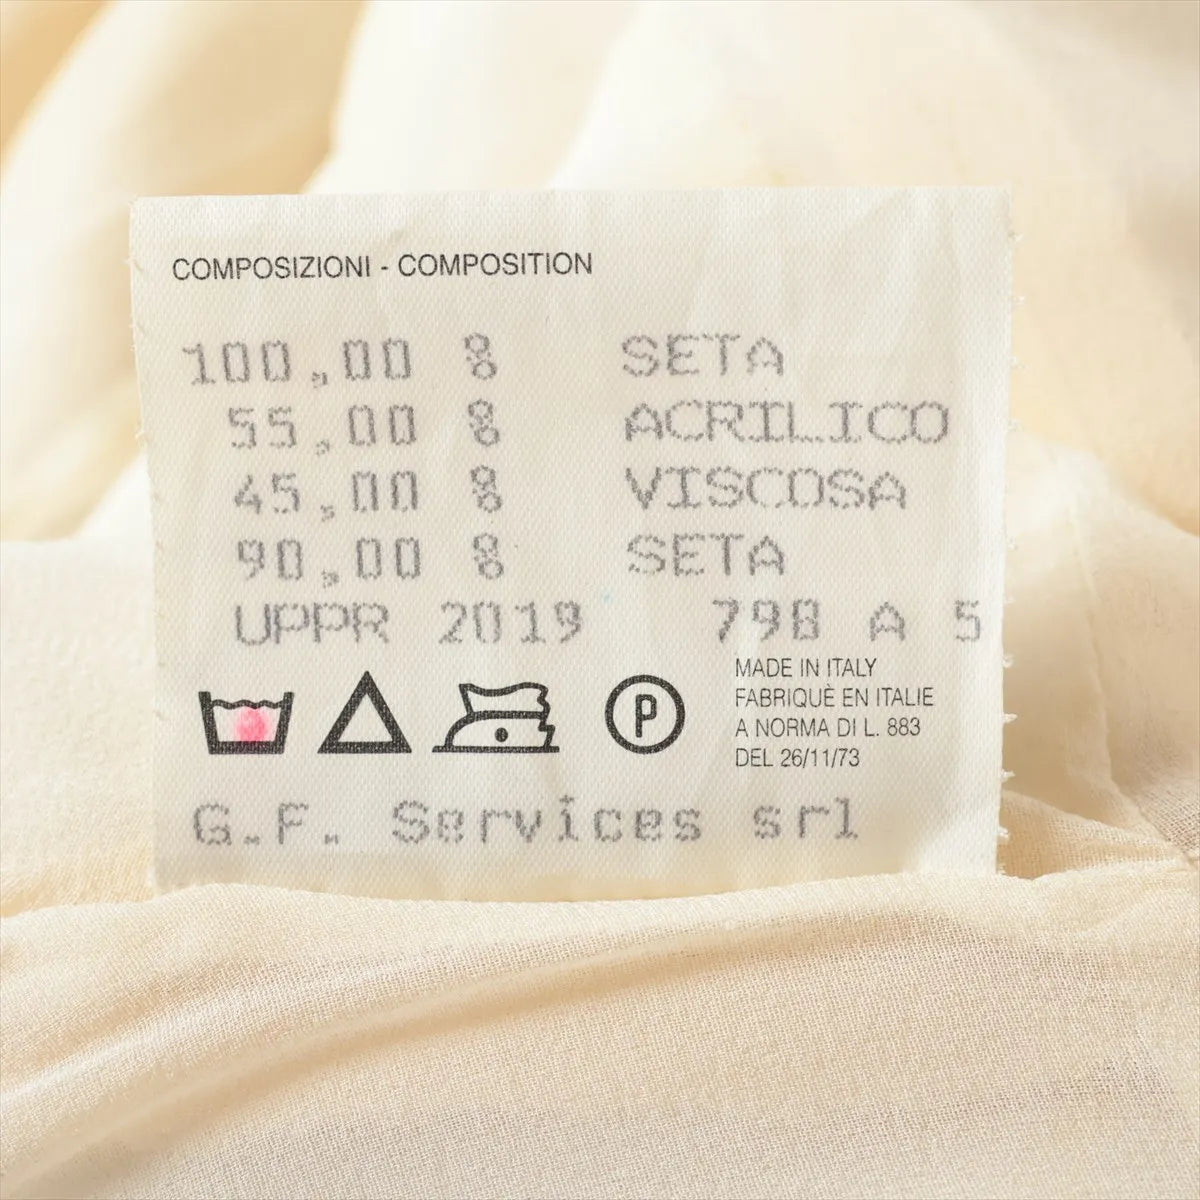 COMPOSIZIONI - COMPOSITION
100,00 % SETA
55,00 % ACRILICO
45,00 % VISCOSA
90,00 % SETA
UPPR 2019 798 A 5
P
MADE IN ITALY
FABRIQUÈ EN ITALIE
A NORMA DI L. 883
DEL 26/11/73
G.F. Services srl